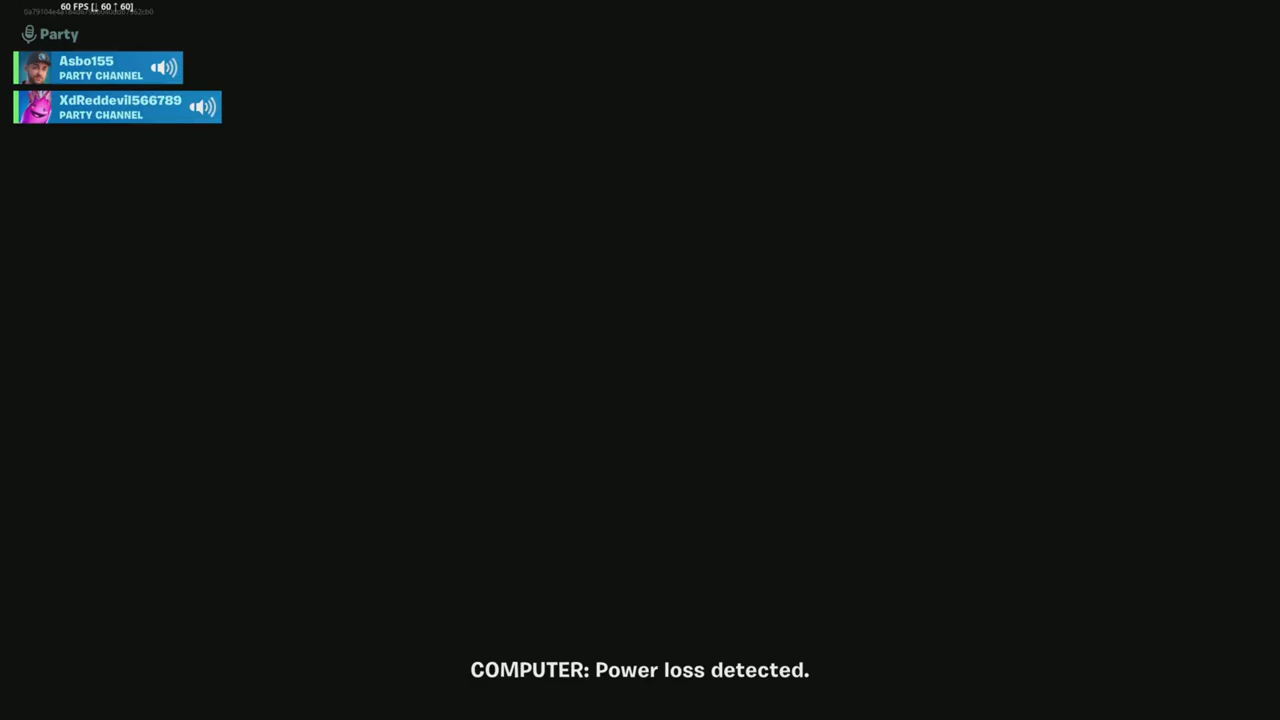 60 FPS [↓ 60 ↑ 60]
Party
Asbo155
PARTY CHANNEL
XdReddevil566789
PARTY CHANNEL
COMPUTER: Power loss detected.